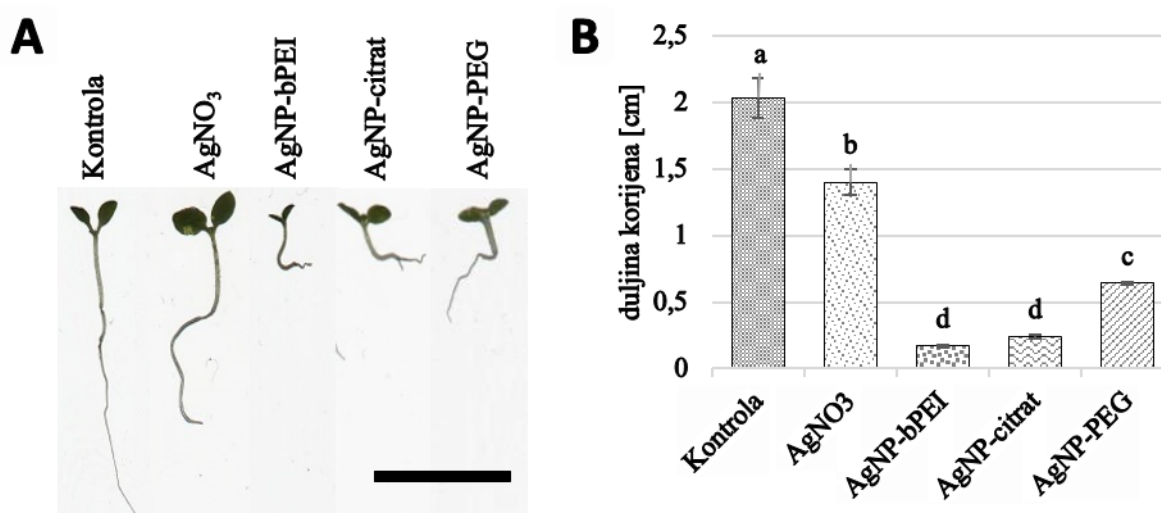 A
Kontrola
AgNO₃
AgNP-bPEI
AgNP-citrat
AgNP-PEG
B
duljina korijena [cm]
2,5
2
1,5
1
0,5
0
a
b
d
d
c
Kontrola
AgNO3
AgNP-bPEI
AgNP-citrat
AgNP-PEG